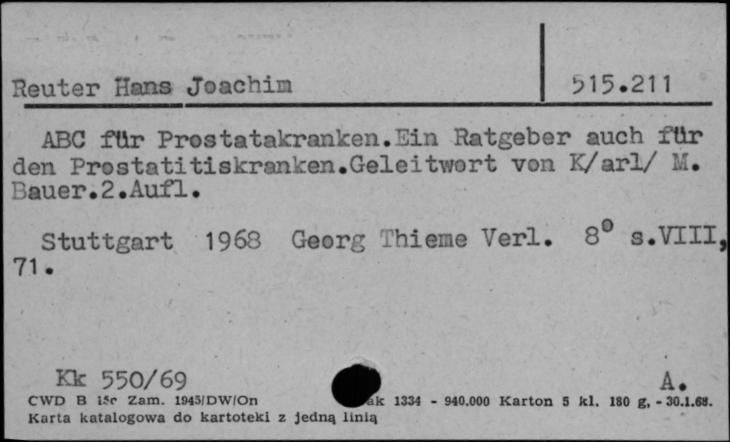 Reuter Hans Joachim 515.211
ABC für Prostatakranken.Ein Ratgeber auch für
den Prostatitiskranken.Geleitwort von K/arl/ M.
Bauer.2.Aufl.
Stuttgart 1968 Georg Thieme Verl. 8° s.VIII,
71.
Kk 550/69 A.
CWD B Zam. 1945/DW/On ak 1334 - 940.000 Karton 5 kl. 180 g, - 30.1.68.
Karta katalogowa do kartoteki z jedną linią